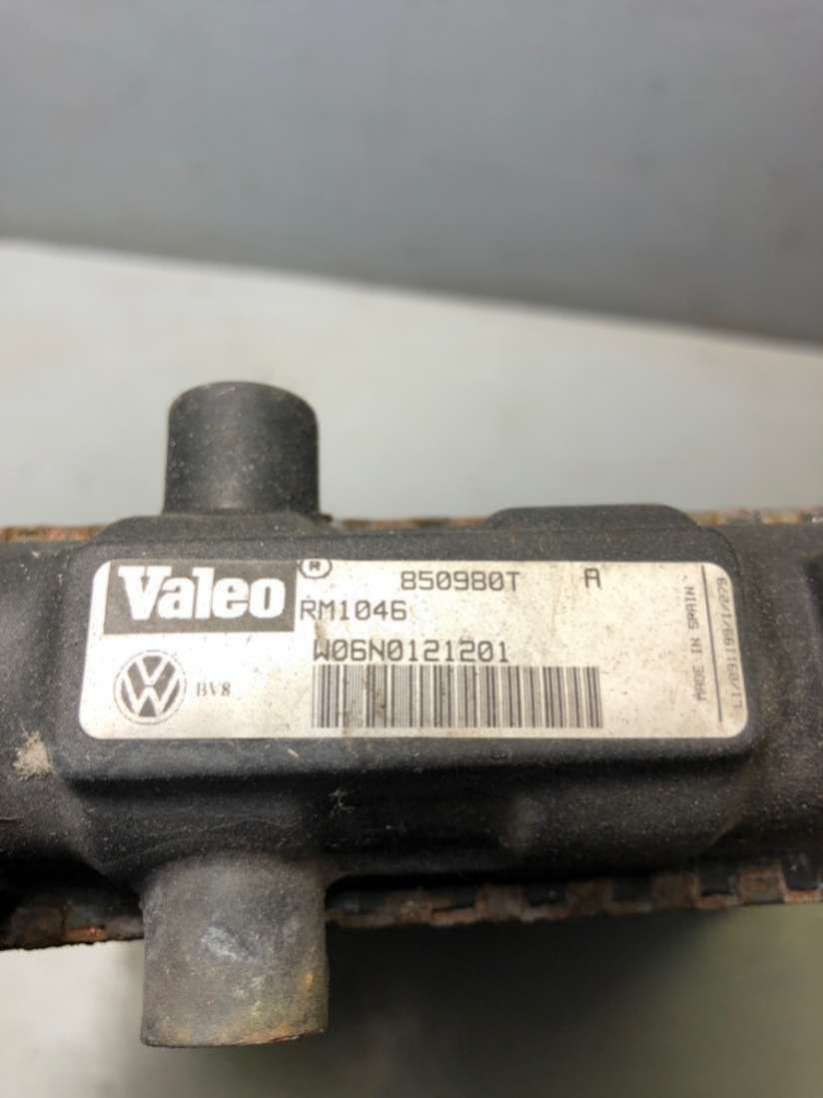 Valeo ® 850980T A
RM1046
W06N0121201
BV8
MADE IN SPAIN